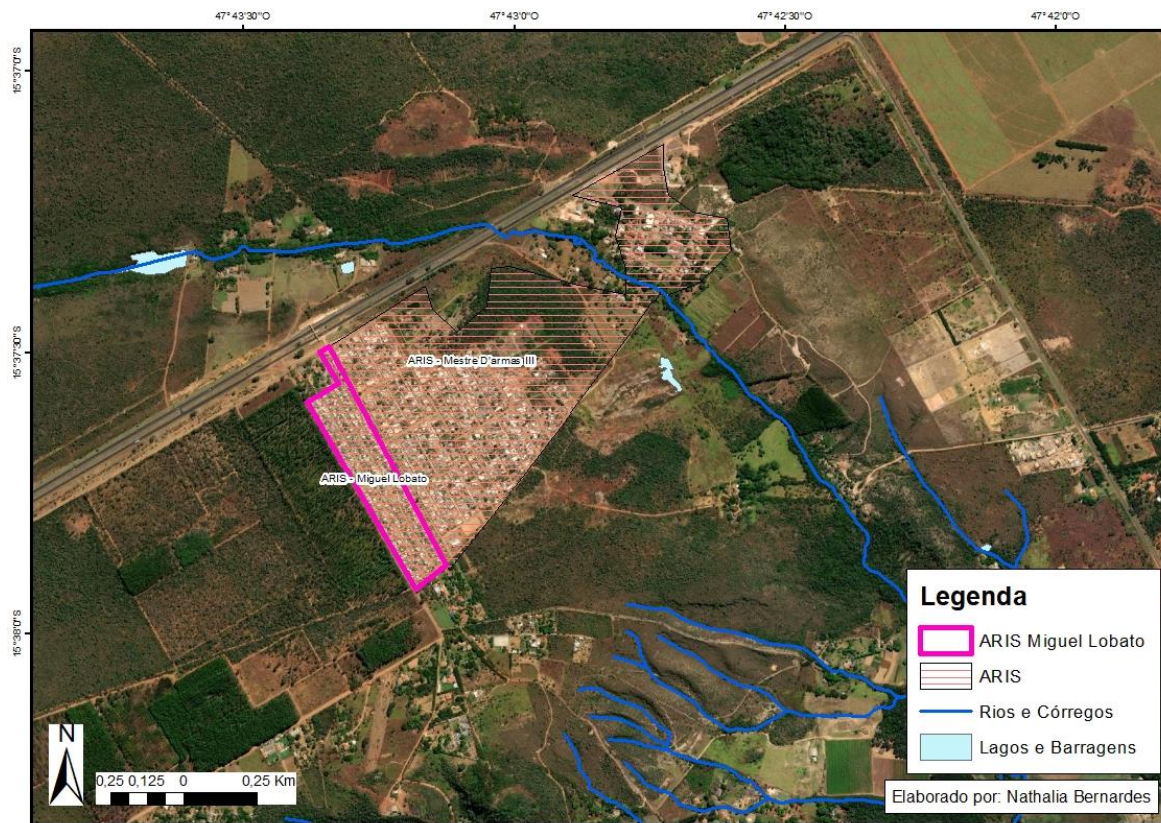 47°43'30"O
47°43'0"O
47°42'30"O
47°42'0"O
15°37'0"S
15°37'30"S
15°38'0"S
ARIS - Mestre D'armas III
ARIS - Miguel Lobato
N
0,25 0,125 0 0,25 Km
Legenda
ARIS Miguel Lobato
ARIS
Rios e Córregos
Lagos e Barragens
Elaborado por: Nathalia Bernardes